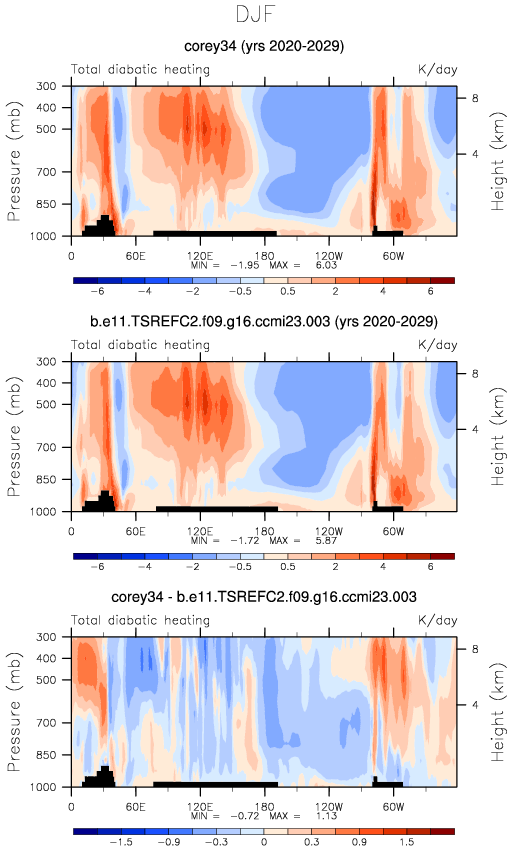 DJF
corey34 (yrs 2020-2029)
Total diabatic heating K/day
300
400
500
700
850
1000
Pressure (mb)
8
4
Height (km)
0 60E 120E 180 120W 60W
MIN = -1.95 MAX = 6.03
-6 -4 -2 -1 -0.5 0.5 1 2 4 6
b.e11.TSREFC2.f09.g16.ccmi23.003 (yrs 2020-2029)
Total diabatic heating K/day
300
400
500
700
850
1000
Pressure (mb)
8
4
Height (km)
0 60E 120E 180 120W 60W
MIN = -1.72 MAX = 5.87
-6 -4 -2 -1 -0.5 0.5 1 2 4 6
corey34 - b.e11.TSREFC2.f09.g16.ccmi23.003
Total diabatic heating K/day
300
400
500
700
850
1000
Pressure (mb)
8
4
Height (km)
0 60E 120E 180 120W 60W
MIN = -0.72 MAX = 1.13
-1.5 -0.9 -0.3 0 0.3 0.9 1.5